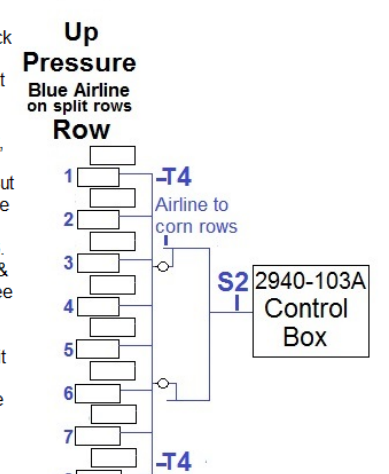 Up
Pressure
Blue Airline
on split rows
Row
1
-T4
2
Airline to
corn rows
3
S2
2940-103A
Control
Box
4
5
6
7
-T4